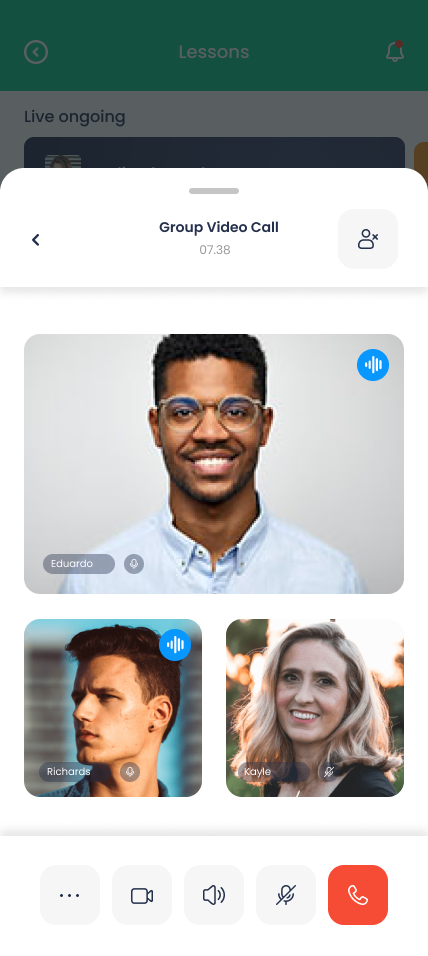 Lessons
Live ongoing
Group Video Call
07.38
Eduardo
Richards
Kayle